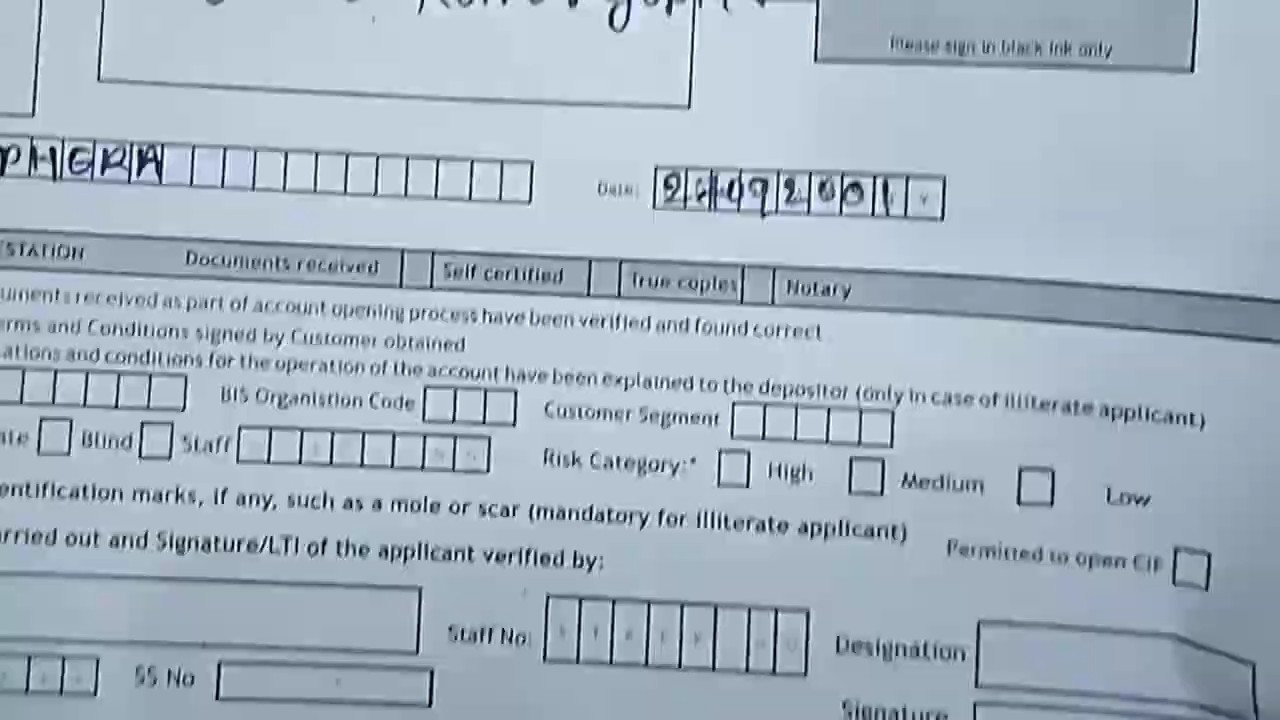 Please sign in black ink only
PHERA Date:
STATION Documents received Self certified True copies Notary
uments received as part of account opening process have been verified and found correct
erms and Conditions signed by Customer obtained
ations and conditions for the operation of the account have been explained to the depositor (only in case of illiterate applicant)
BIS Organistion Code Customer Segment
ate Blind Staff Risk Category:* High Medium Low
entification marks, if any, such as a mole or scar (mandatory for illiterate applicant)
rried out and Signature/LTI of the applicant verified by: Permitted to open CIF
Staff No: Designation
SS No
Signature